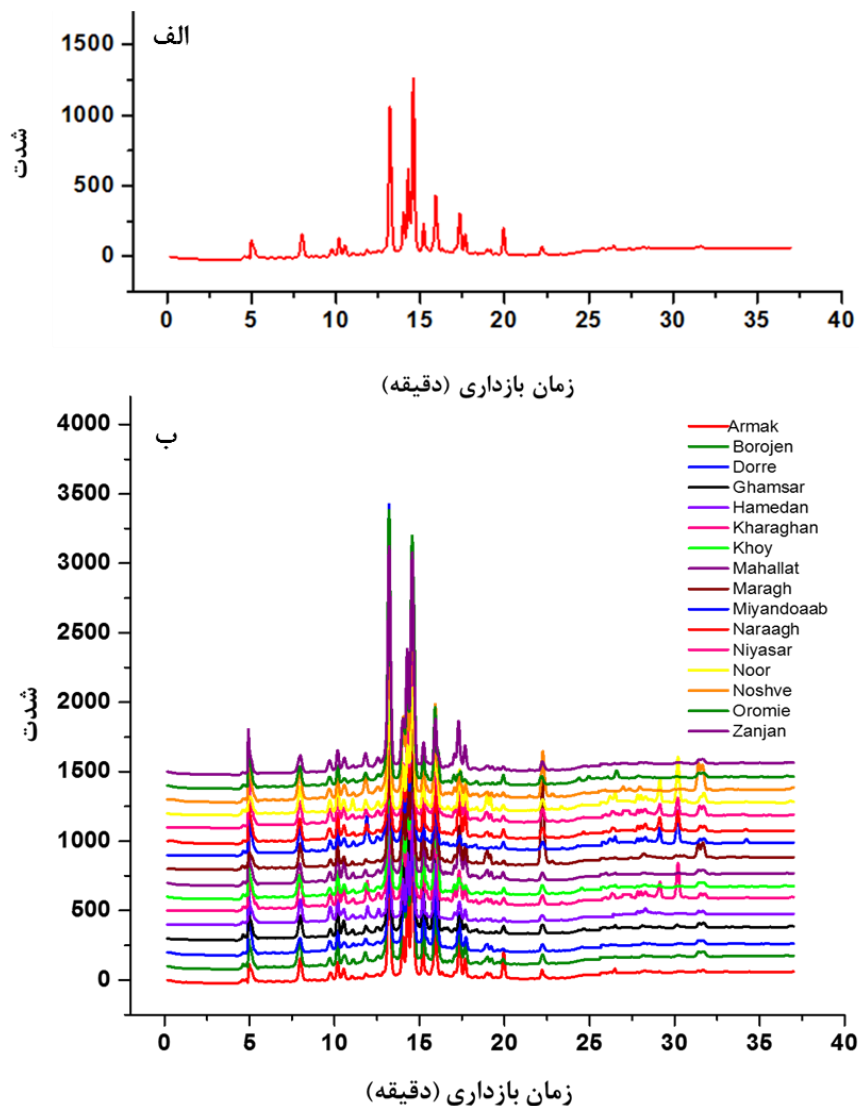 الف
1500
1000
500
0
شدت
0 5 10 15 20 25 30 35 40
زمان بازداری (دقیقه)
ب
4000
3500
3000
2500
2000
1500
1000
500
0
شدت
Armak
Borojen
Dorre
Ghamsar
Hamedan
Kharaghan
Khoy
Mahallat
Maragh
Miyandoaab
Naraagh
Niyasar
Noor
Noshve
Oromie
Zanjan
0 5 10 15 20 25 30 35 40
زمان بازداری (دقیقه)